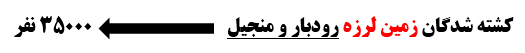 کشته شدگان زمین لرزه رودبار و منجیل ۳۵۰۰۰ نفر